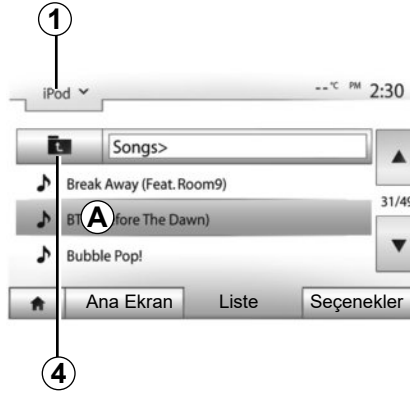 1
iPod --°C PM 2:30
Songs>
Break Away (Feat. Room9)
31/49
A
fore The Dawn)
Bubble Pop!
Ana Ekran Liste Seçenekler
4